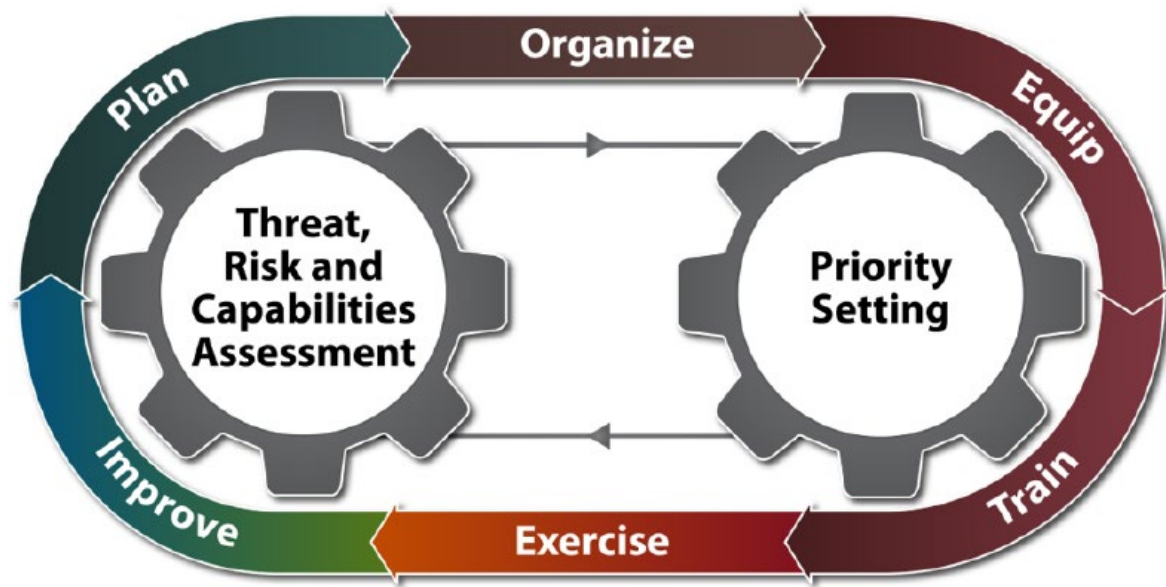 Plan
Organize
Equip
Threat,
Risk and
Capabilities
Assessment
Priority
Setting
Improve
Exercise
Train